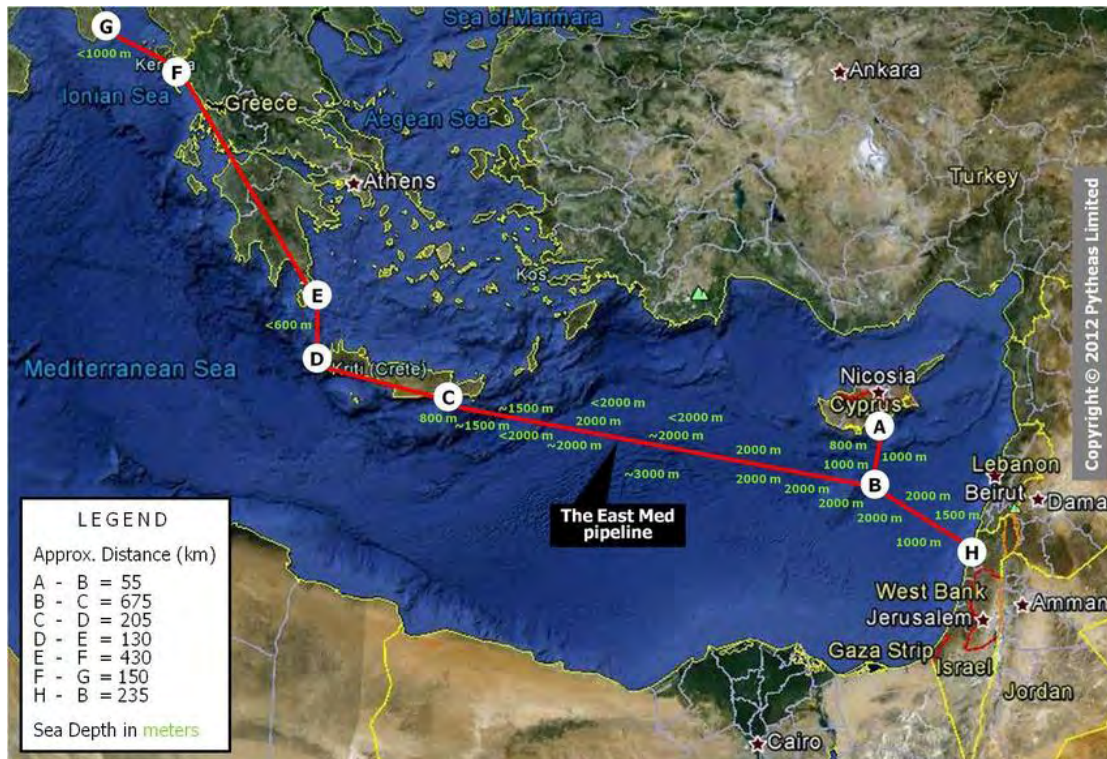 Sea of Marmara
G
<1000 m
F
Ionian Sea
Greece
Aegean Sea
Ankara
Athens
Turkey
Kos
E
<600 m
D
Kriti (Crete)
Mediterranean Sea
C
800 m
~1500 m
~1500 m
<2000 m
2000 m
<2000 m
<2000 m
~2000 m
~2000 m
~3000 m
2000 m
2000 m
2000 m
2000 m
2000 m
Nicosia
Cyprus
A
800 m
1000 m
1000 m
B
2000 m
1500 m
1000 m
H
Lebanon
Beirut
Dama
The East Med
pipeline
West Bank
Jerusalem
Amman
Gaza Strip
Israel
Jordan
Cairo
LEGEND
Approx. Distance (km)
A - B = 55
B - C = 675
C - D = 205
D - E = 130
E - F = 430
F - G = 150
H - B = 235
Sea Depth in meters
Copyright © 2012 Pytheas Limited